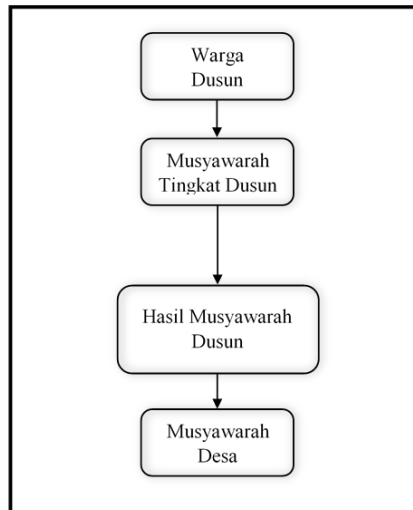 Warga
Dusun
Musyawarah
Tingkat Dusun
Hasil Musyawarah
Dusun
Musyawarah
Desa